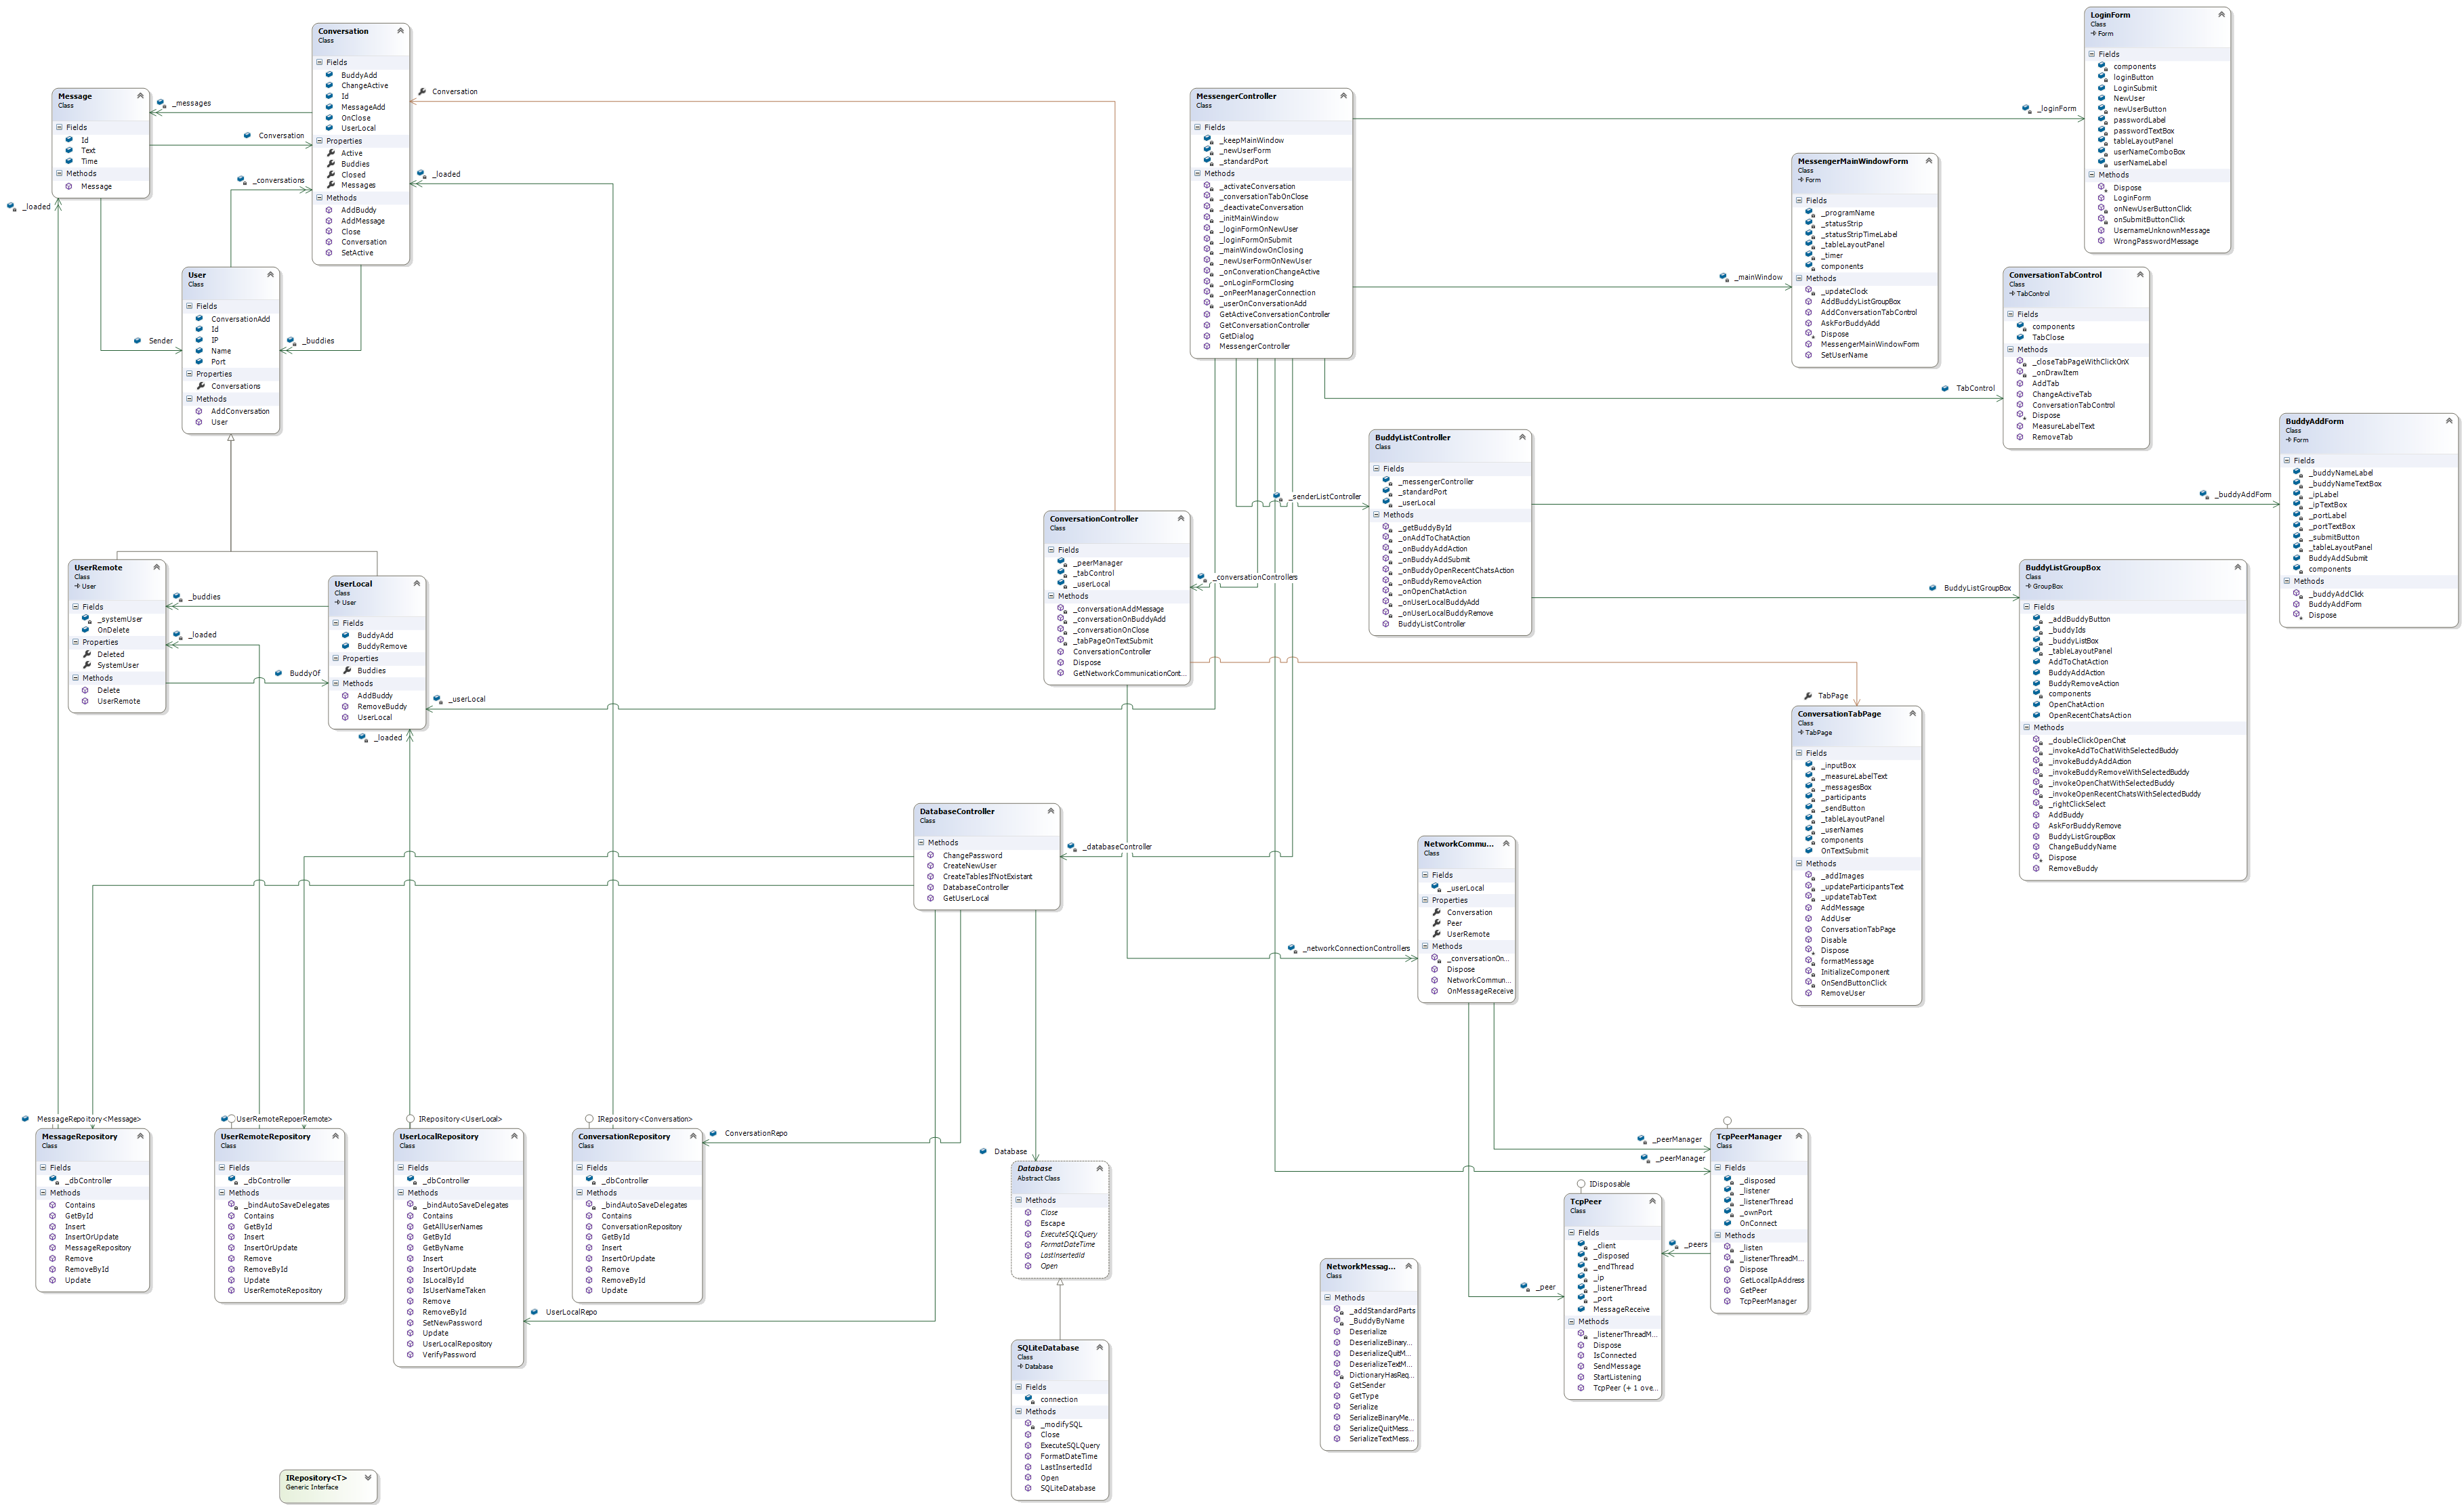 Conversation
Class
Fields
BuddyAdd
ChangeActive
Id
MessageAdd
OnClose
UserLocal
Properties
Active
Buddies
Closed
Messages
Methods
AddBuddy
AddMessage
Close
Conversation
SetActive
Message
Class
Fields
Id
Text
Time
Methods
Message
_messages
Conversation
_conversations
_loaded
Conversation
_loaded
User
Class
Fields
ConversationAdd
Id
IP
Name
Port
Properties
Conversations
Methods
AddConversation
User
Sender
_buddies
UserRemote
Class
User
Fields
_systemUser
OnDelete
Properties
Deleted
SystemUser
Methods
Delete
UserRemote
_buddies
_loaded
BuddyOf
UserLocal
Class
User
Fields
BuddyAdd
BuddyRemove
Properties
Buddies
Methods
AddBuddy
RemoveBuddy
UserLocal
_userLocal
_loaded
MessengerController
Class
Fields
_keepMainWindow
_newUserForm
_standardPort
Methods
_activateConversation
_conversationTabOnClose
_deactivateConversation
_initMainWindow
_loginFormOnNewUser
_loginFormOnSubmit
_mainWindowOnClosing
_newUserFormOnNewUser
_onConverationChangeActive
_onLoginFormClosing
_onPeerManagerConnection
_userOnConversationAdd
GetActiveConversationController
GetConversationController
GetDialog
MessengerController
_loginForm
_mainWindow
TabControl
LoginForm
Class
Form
Fields
components
loginButton
LoginSubmit
NewUser
newUserButton
passwordLabel
passwordTextBox
tableLayoutPanel
userNameComboBox
userNameLabel
Methods
Dispose
LoginForm
onNewUserButtonClick
onSubmitButtonClick
UsernameUnknownMessage
WrongPasswordMessage
MessengerMainWindowForm
Class
Form
Fields
_programName
_statusStrip
_statusStripTimeLabel
_tableLayoutPanel
_timer
components
Methods
_updateClock
AddBuddyListGroupBox
AddConversationTabControl
AskForBuddyAdd
Dispose
MessengerMainWindowForm
SetUserName
ConversationTabControl
Class
TabControl
Fields
components
TabClose
Methods
_closeTabPageWithClickOnX
_onDrawItem
AddTab
ChangeActiveTab
ConversationTabControl
Dispose
MeasureLabelText
RemoveTab
BuddyListController
Class
Fields
_messengerController
_standardPort
_userLocal
Methods
_getBuddyById
_onAddToChatAction
_onBuddyAddAction
_onBuddyAddSubmit
_onBuddyOpenRecentChatsAction
_onBuddyRemoveAction
_onOpenChatAction
_onUserLocalBuddyAdd
_onUserLocalBuddyRemove
BuddyListController
_senderListController
_conversationControllers
_buddyAddForm
BuddyListGroupBox
BuddyAddForm
Class
Form
Fields
_buddyNameLabel
_buddyNameTextBox
_ipLabel
_ipTextBox
_portLabel
_portTextBox
_submitButton
_tableLayoutPanel
BuddyAddSubmit
components
Methods
_buddyAddClick
BuddyAddForm
Dispose
BuddyListGroupBox
Class
GroupBox
Fields
_addBuddyButton
_buddyIds
_buddyListBox
_tableLayoutPanel
AddToChatAction
BuddyAddAction
BuddyRemoveAction
components
OpenChatAction
OpenRecentChatsAction
Methods
_doubleClickOpenChat
_invokeAddToChatWithSelectedBuddy
_invokeBuddyAddAction
_invokeBuddyRemoveWithSelectedBuddy
_invokeOpenChatWithSelectedBuddy
_invokeOpenRecentChatsWithSelectedBuddy
_rightClickSelect
AddBuddy
AskForBuddyRemove
BuddyListGroupBox
ChangeBuddyName
Dispose
RemoveBuddy
ConversationController
Class
Fields
_peerManager
_tabControl
_userLocal
Methods
_conversationAddMessage
_conversationOnBuddyAdd
_conversationOnClose
_tabPageOnTextSubmit
ConversationController
Dispose
GetNetworkCommunicationCont...
TabPage
ConversationTabPage
Class
TabPage
Fields
_inputBox
_measureLabelText
_messagesBox
_participants
_sendButton
_tableLayoutPanel
_userNames
components
OnTextSubmit
Methods
_addImages
_updateParticipantsText
_updateTabText
AddMessage
AddUser
ConversationTabPage
Disable
Dispose
formatMessage
InitializeComponent
OnSendButtonClick
RemoveUser
DatabaseController
Class
Methods
ChangePassword
CreateNewUser
CreateTablesIfNotExistant
DatabaseController
GetUserLocal
_databaseController
NetworkCommu...
Class
Fields
_userLocal
Properties
Conversation
Peer
UserRemote
Methods
_conversationOn...
Dispose
NetworkCommun...
OnMessageReceive
_networkConnectionControllers
MessageRepository<Message>
UserRemoteRepoerRemote>
IRepository<UserLocal>
IRepository<Conversation>
MessageRepository
Class
Fields
_dbController
Methods
Contains
GetById
Insert
InsertOrUpdate
MessageRepository
Remove
RemoveById
Update
UserRemoteRepository
Class
Fields
_dbController
Methods
_bindAutoSaveDelegates
Contains
GetById
Insert
InsertOrUpdate
Remove
RemoveById
Update
UserRemoteRepository
UserLocalRepository
Class
Fields
_dbController
Methods
_bindAutoSaveDelegates
Contains
GetAllUserNames
GetById
GetByName
Insert
InsertOrUpdate
IsLocalById
IsUserNameTaken
Remove
RemoveById
SetNewPassword
Update
UserLocalRepository
VerifyPassword
ConversationRepository
Class
Fields
_dbController
Methods
_bindAutoSaveDelegates
Contains
ConversationRepository
GetById
Insert
InsertOrUpdate
Remove
RemoveById
Update
ConversationRepo
UserLocalRepo
Database
Database
Abstract Class
Methods
Close
Escape
ExecuteSQLQuery
FormatDateTime
LastInsertedId
Open
SQLiteDatabase
Class
Database
Fields
connection
Methods
_modifySQL
Close
ExecuteSQLQuery
FormatDateTime
LastInsertedId
Open
SQLiteDatabase
NetworkMessag...
Class
Methods
_addStandardParts
_BuddyByName
Deserialize
DeserializeBinary...
DeserializeQuitM...
DeserializeTextM...
DictionaryHasReq...
GetSender
GetType
Serialize
SerializeBinaryMe...
SerializeQuitMess...
SerializeTextMess...
_peerManager
_peerManager
IDisposable
_peers
_peer
TcpPeer
Class
Fields
_client
_disposed
_endThread
_ip
_listenerThread
_port
MessageReceive
Methods
_listenerThreadM...
Dispose
IsConnected
SendMessage
StartListening
TcpPeer (+ 1 ove...
TcpPeerManager
Class
Fields
_disposed
_listener
_listenerThread
_ownPort
OnConnect
Methods
_listen
_listenerThreadM...
Dispose
GetLocalIpAddress
GetPeer
TcpPeerManager
IRepository<T>
Generic Interface